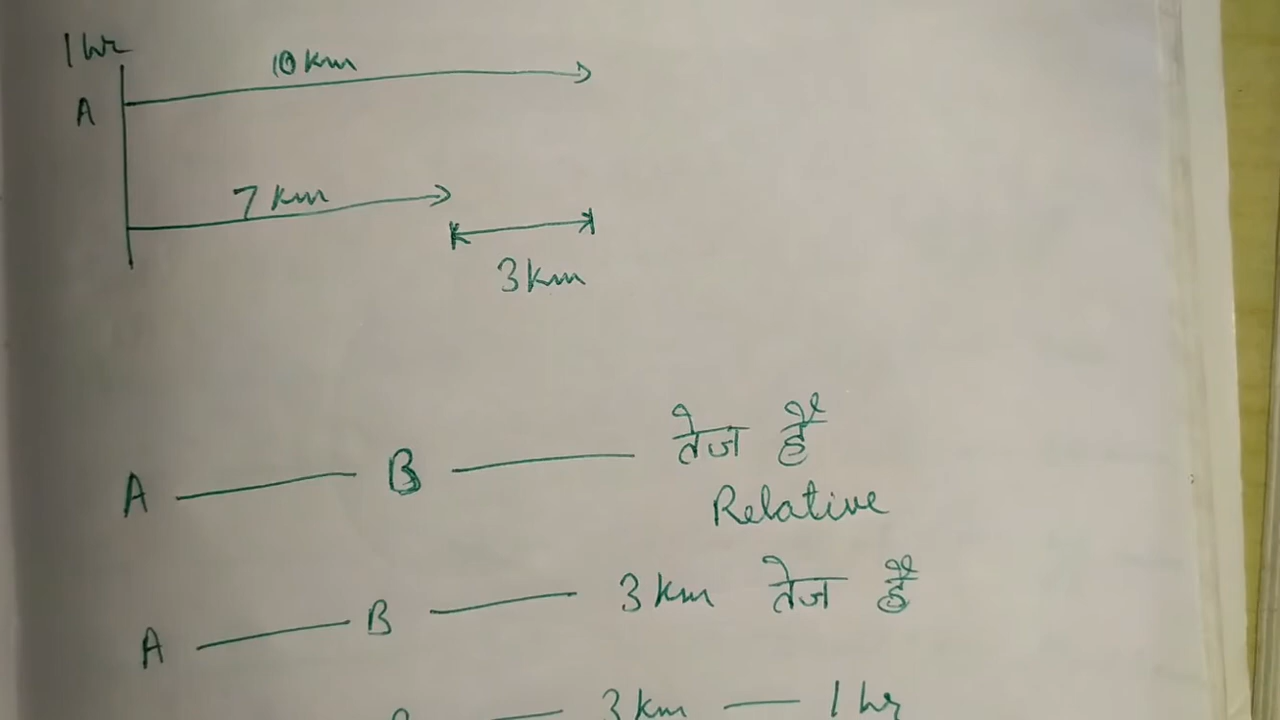 1 hr
10 km
A
7 km
3 km
A — B — तेज हैं
Relative
A — B — 3 km तेज हैं
3 km — 1 hr